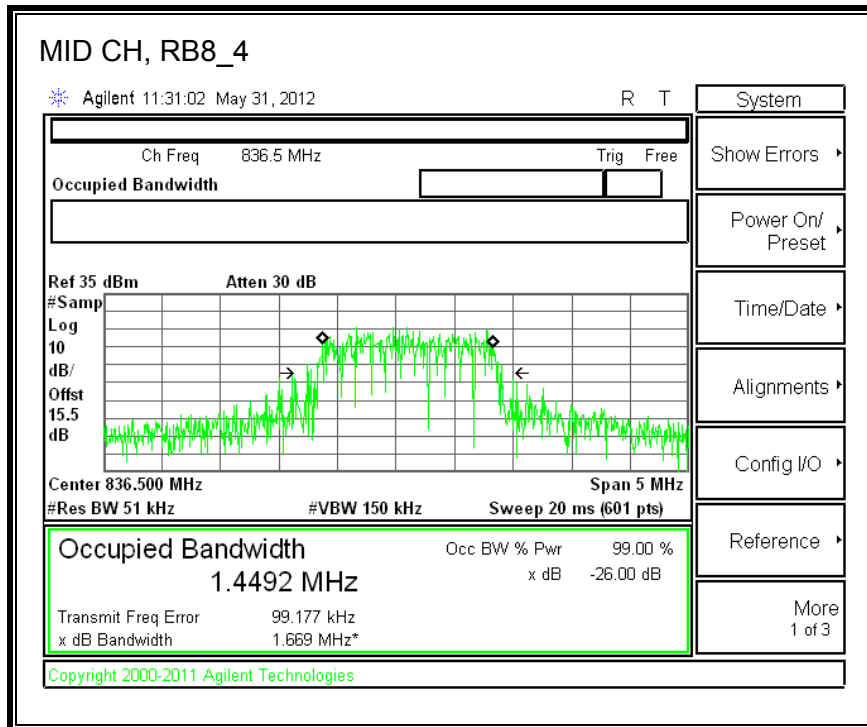 MID CH, RB8_4
Agilent 11:31:02 May 31, 2012 R T
System
Ch Freq 836.5 MHz Trig Free
Occupied Bandwidth
Show Errors
Power On/
Preset
Time/Date
Alignments
Config I/O
Reference
More
1 of 3
Ref 35 dBm Atten 30 dB
#Samp
Log
10
dB/
Offst
15.5
dB
Center 836.500 MHz Span 5 MHz
#Res BW 51 kHz #VBW 150 kHz Sweep 20 ms (601 pts)
Occupied Bandwidth Occ BW % Pwr 99.00 %
1.4492 MHz x dB -26.00 dB
Transmit Freq Error 99.177 kHz
x dB Bandwidth 1.669 MHz*
Copyright 2000-2011 Agilent Technologies